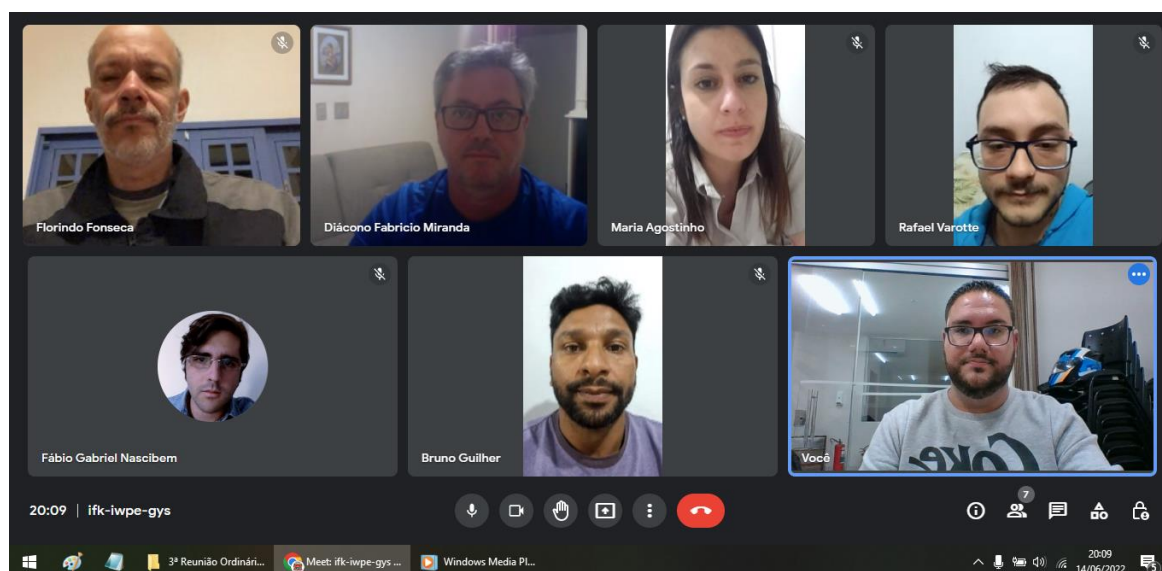 Florindo Fonseca
Diácono Fabricio Miranda
Maria Agostinho
Rafael Varotte
Fábio Gabriel Nascibem
Bruno Guilher
Você
20:09 | ifk-iwpe-gys
7
3ª Reunião Ordinári...
Meet: ifk-iwpe-gys ...
Windows Media Pl...
20:09
14/06/2022
5